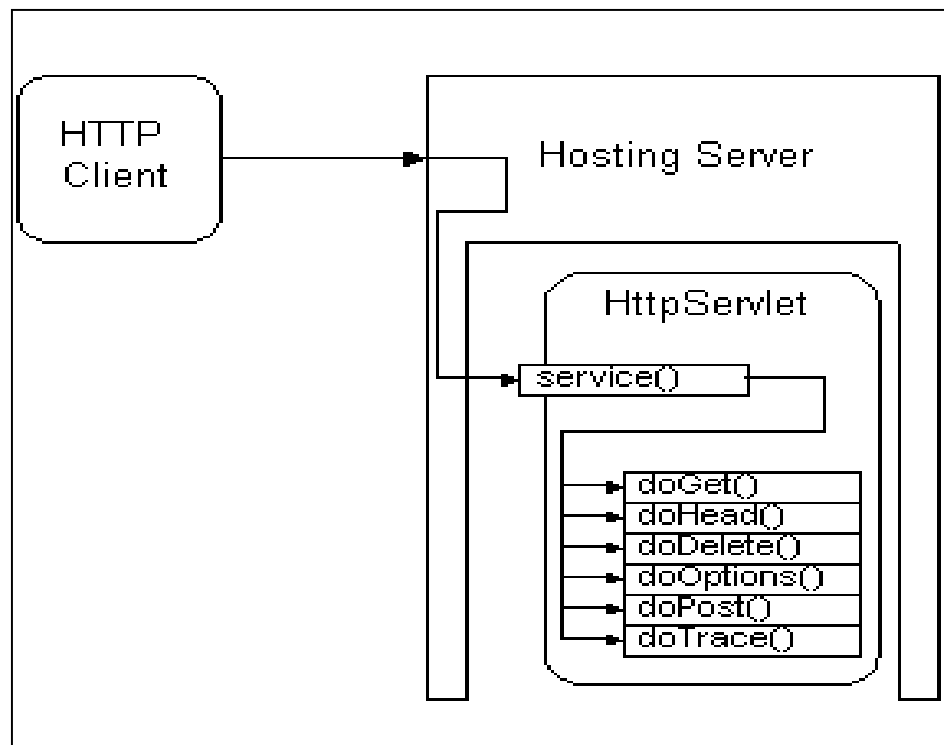 HTTP
Client
Hosting Server
HttpServlet
service()
doGet()
doHead()
doDelete()
doOptions()
doPost()
doTrace()